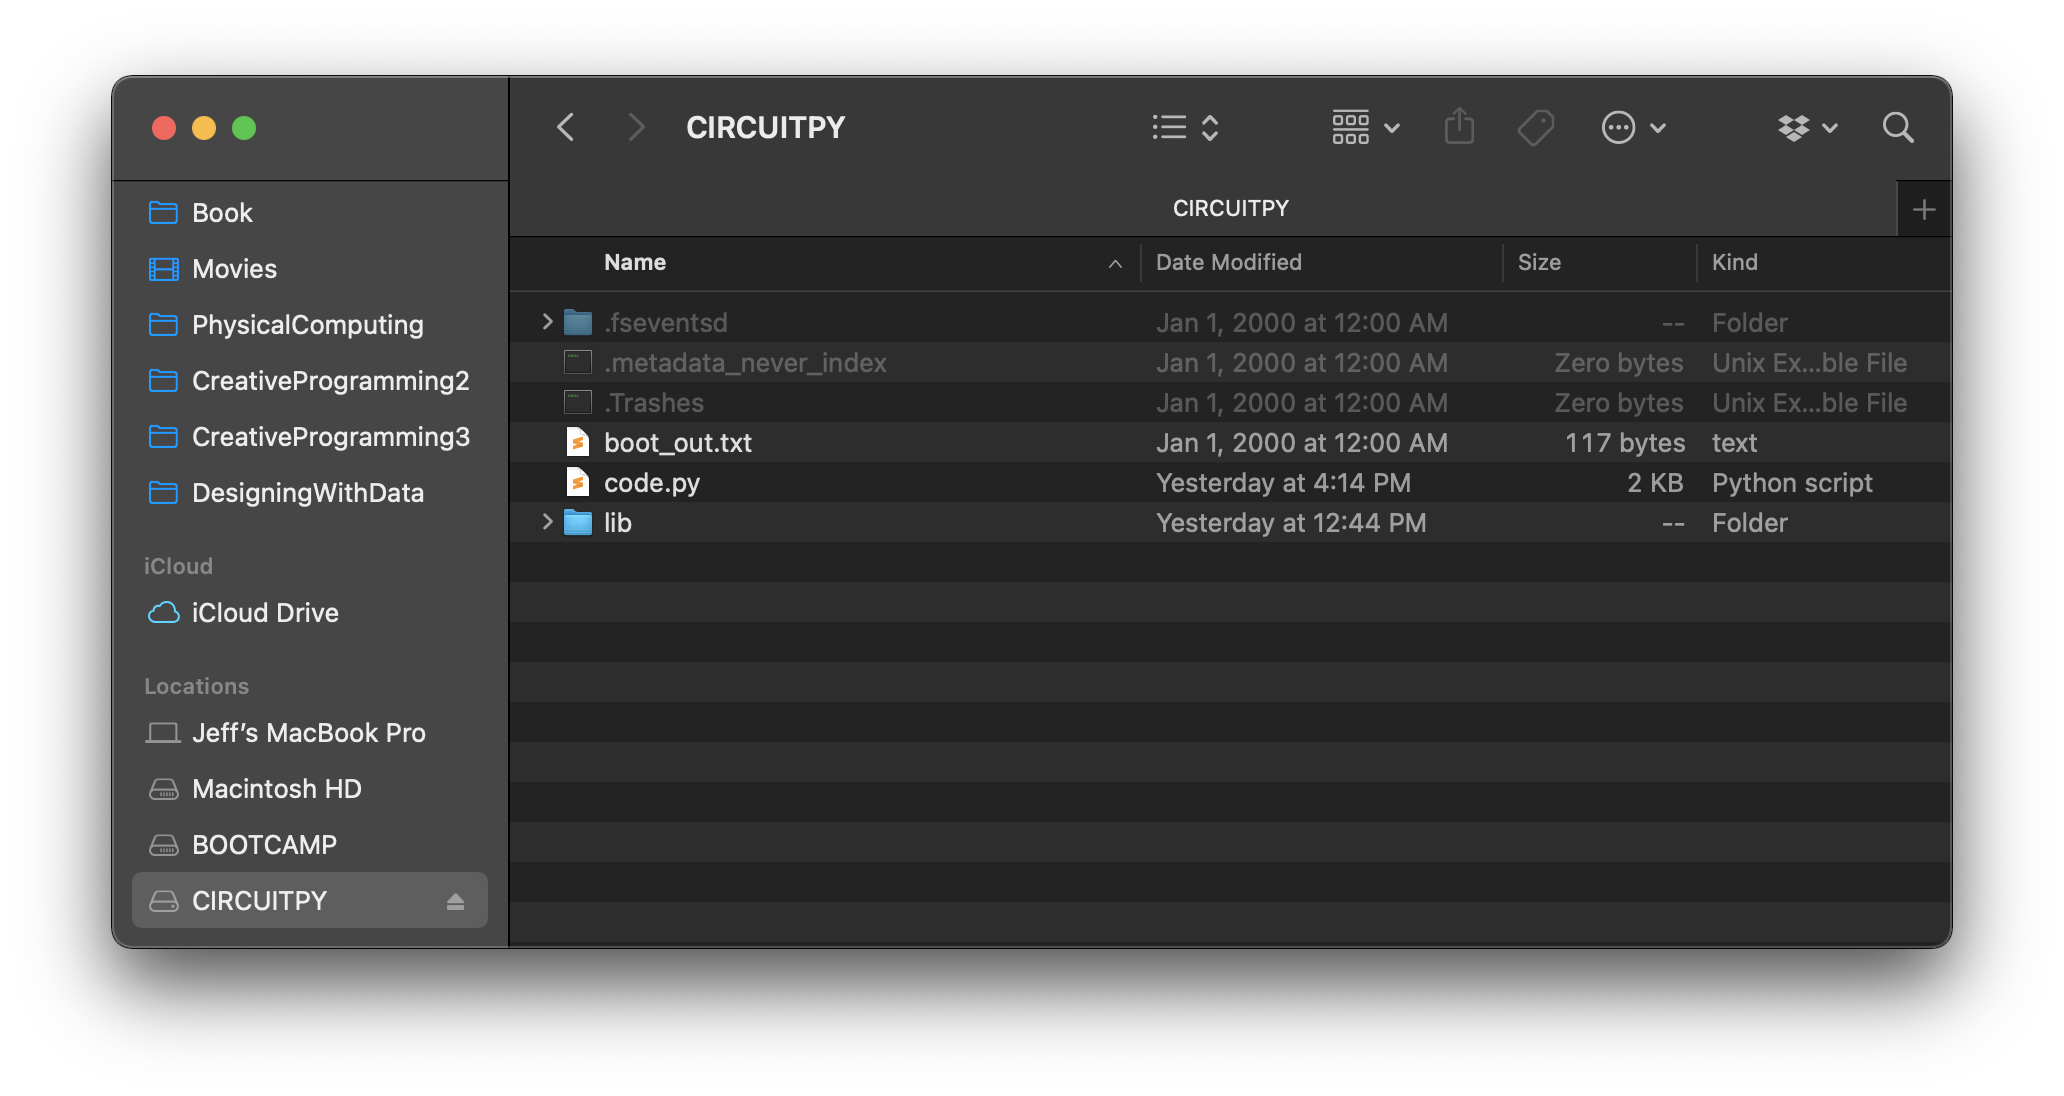 CIRCUITPY
CIRCUITPY
Book
Movies
PhysicalComputing
CreativeProgramming2
CreativeProgramming3
DesigningWithData
iCloud
iCloud Drive
Locations
Jeff’s MacBook Pro
Macintosh HD
BOOTCAMP
CIRCUITPY
Name Date Modified Size Kind
.fseventsd Jan 1, 2000 at 12:00 AM -- Folder
.metadata_never_index Jan 1, 2000 at 12:00 AM Zero bytes Unix Ex...ble File
.Trashes Jan 1, 2000 at 12:00 AM Zero bytes Unix Ex...ble File
boot_out.txt Jan 1, 2000 at 12:00 AM 117 bytes text
code.py Yesterday at 4:14 PM 2 KB Python script
lib Yesterday at 12:44 PM -- Folder